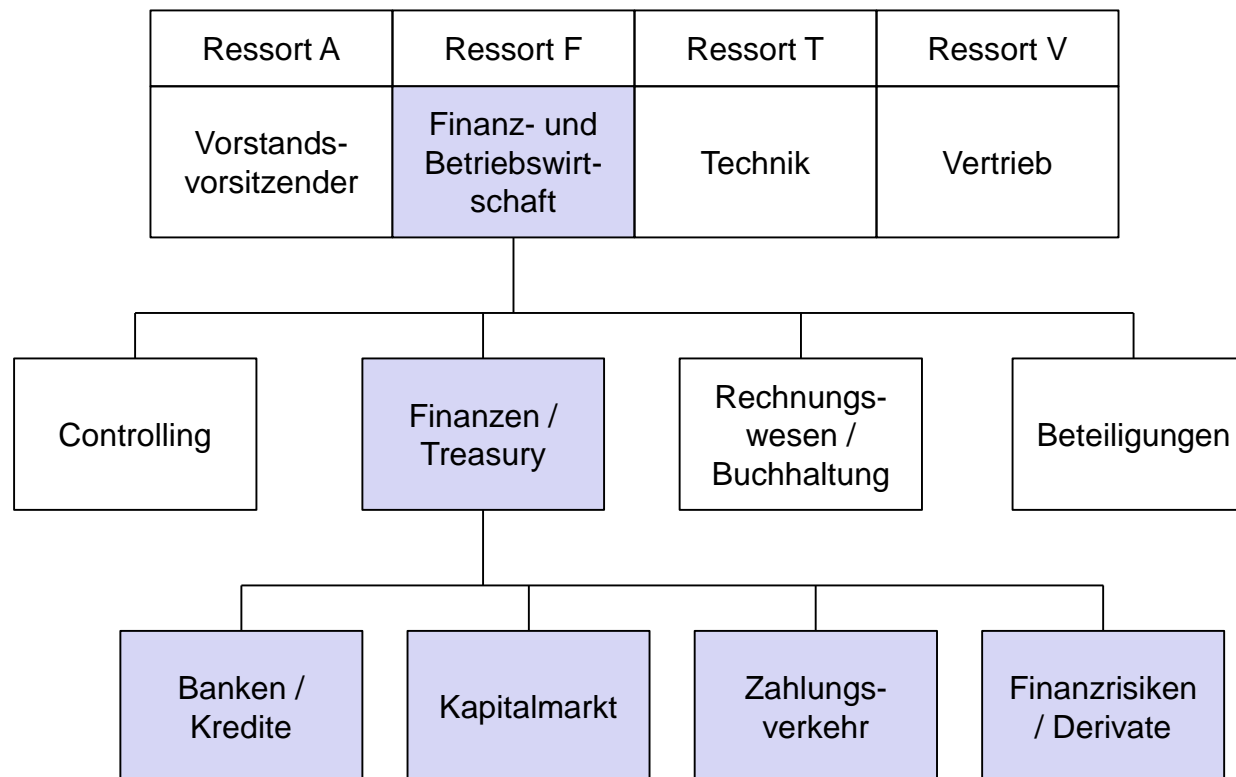 Ressort A
Ressort F
Ressort T
Ressort V
Vorstands-
vorsitzender
Finanz- und
Betriebswirt-
schaft
Technik
Vertrieb
Controlling
Finanzen /
Treasury
Rechnungs-
wesen /
Buchhaltung
Beteiligungen
Banken /
Kredite
Kapitalmarkt
Zahlungs-
verkehr
Finanzrisiken
/ Derivate